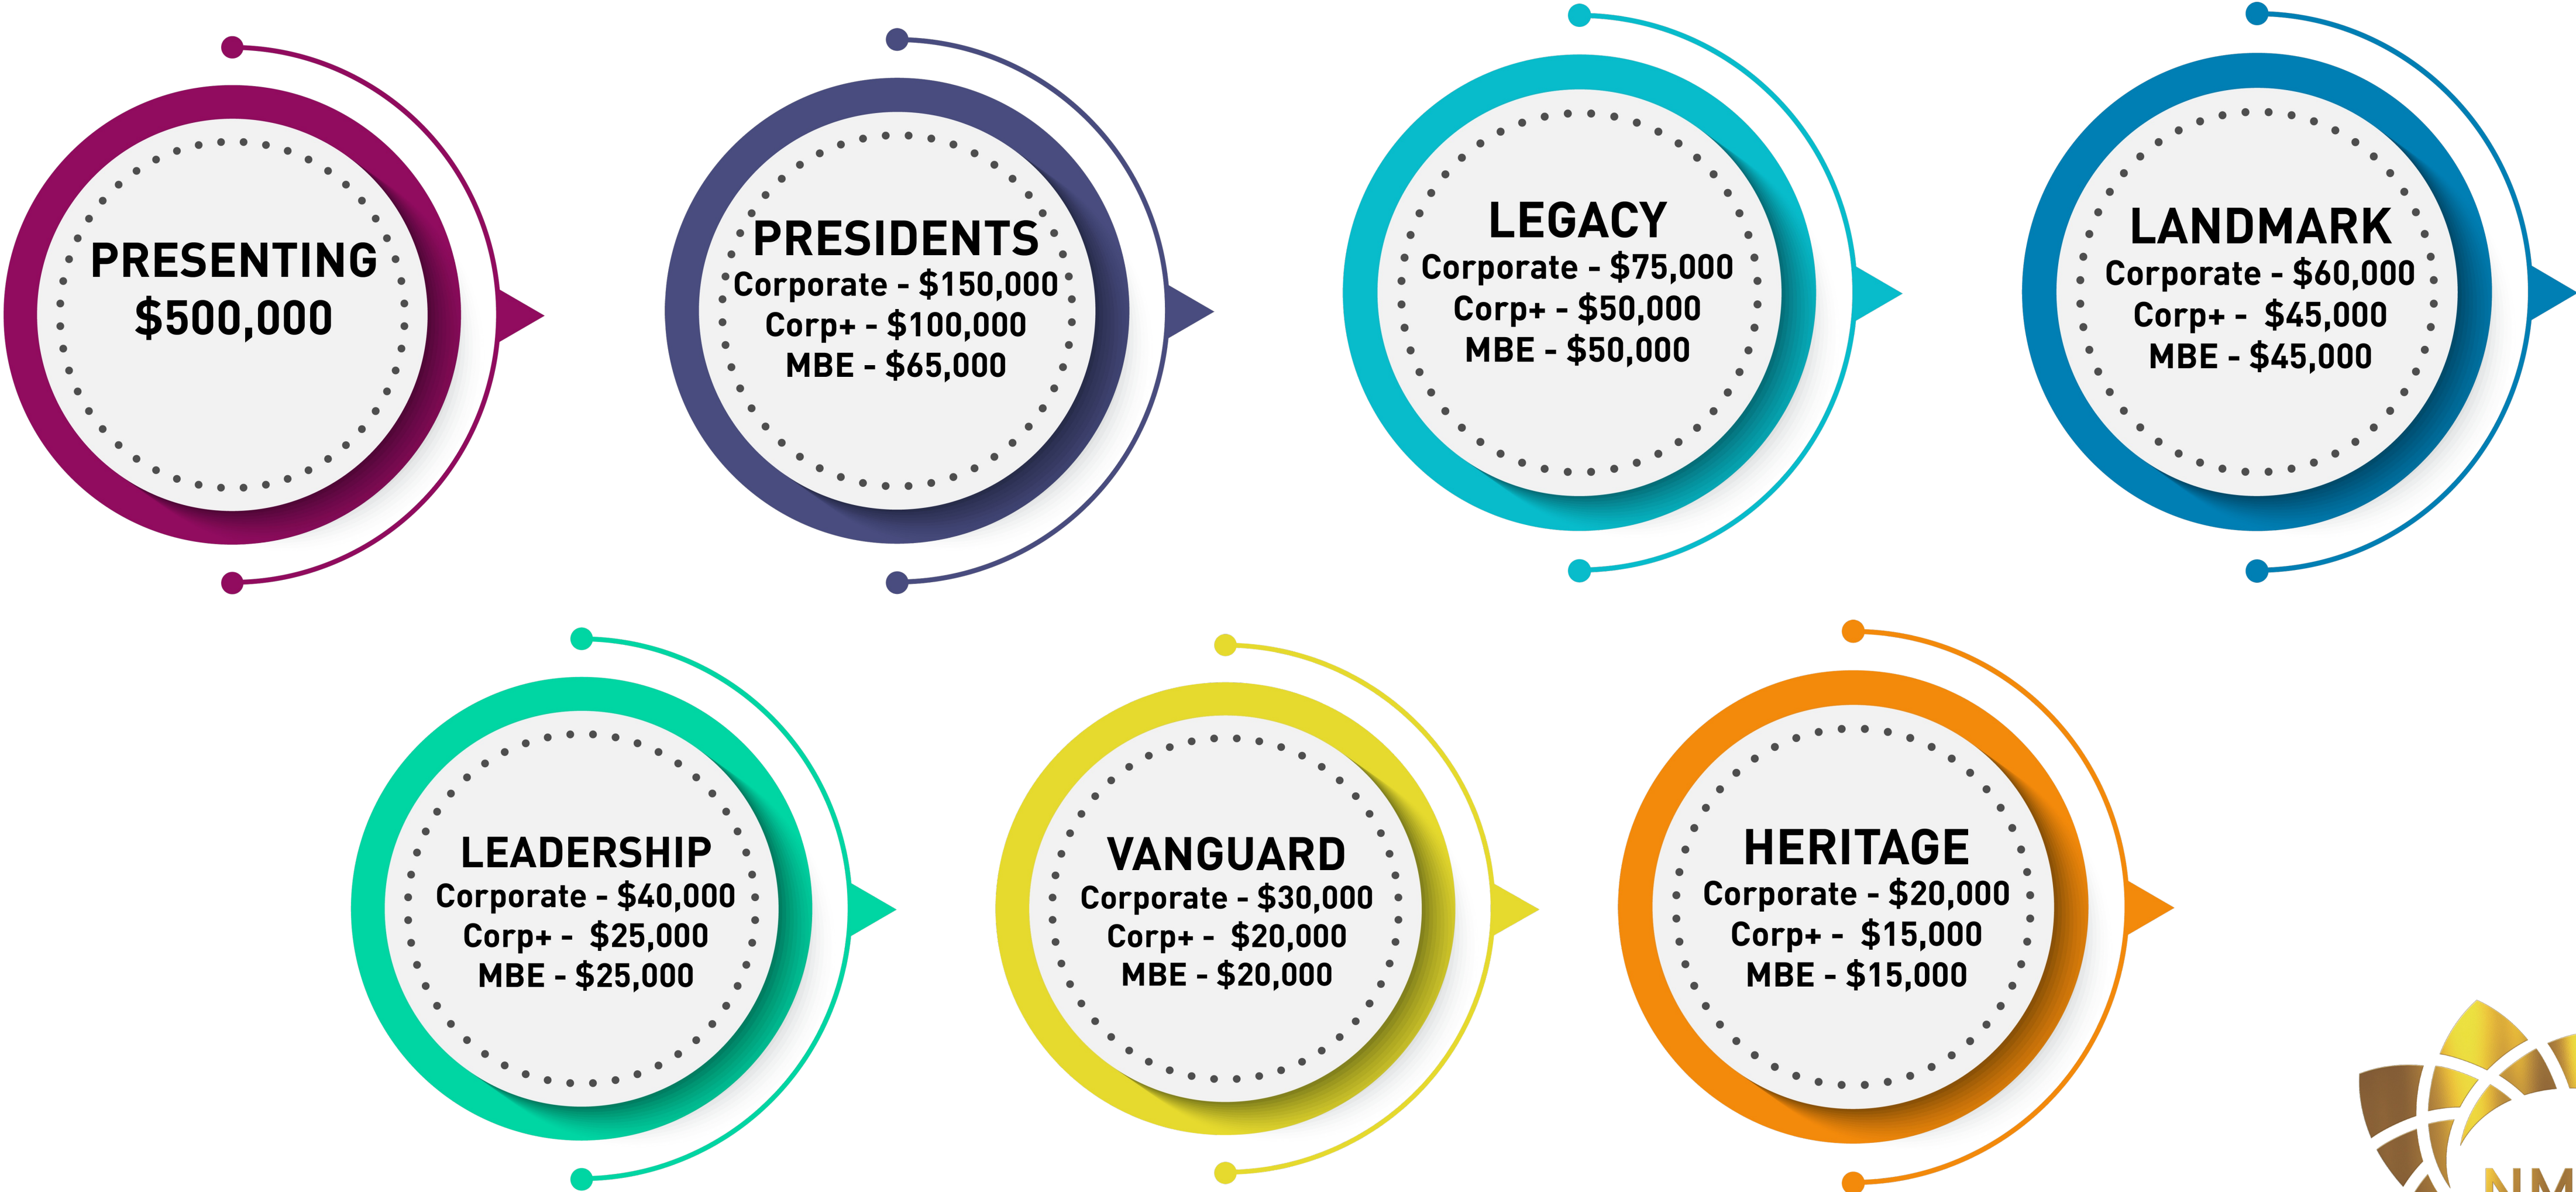 PRESENTING
$500,000
PRESIDENTS
Corporate - $150,000
Corp+ - $100,000
MBE - $65,000
LEGACY
Corporate - $75,000
Corp+ - $50,000
MBE - $50,000
LANDMARK
Corporate - $60,000
Corp+ - $45,000
MBE - $45,000
LEADERSHIP
Corporate - $40,000
Corp+ - $25,000
MBE - $25,000
VANGUARD
Corporate - $30,000
Corp+ - $20,000
MBE - $20,000
HERITAGE
Corporate - $20,000
Corp+ - $15,000
MBE - $15,000